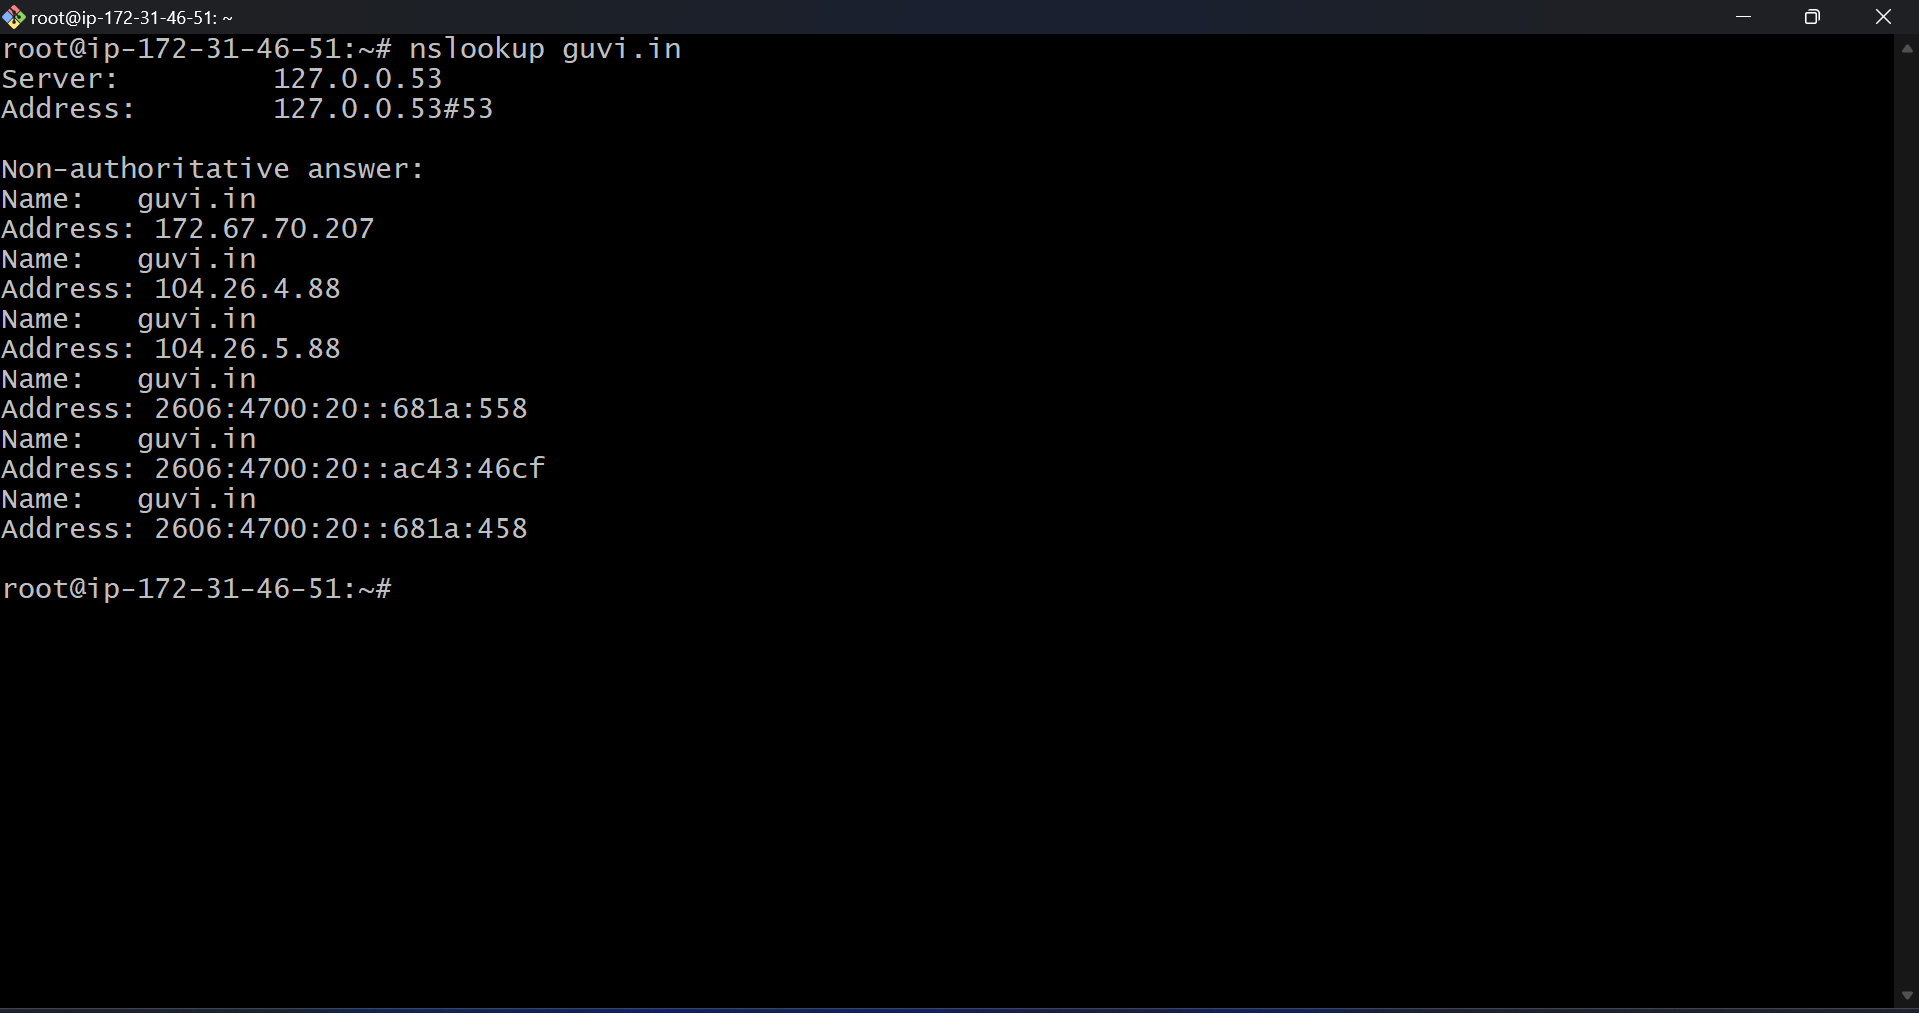 root@ip-172-31-46-51: ~
root@ip-172-31-46-51:~# nslookup guvi.in
Server:         127.0.0.53
Address:        127.0.0.53#53

Non-authoritative answer:
Name:   guvi.in
Address: 172.67.70.207
Name:   guvi.in
Address: 104.26.4.88
Name:   guvi.in
Address: 104.26.5.88
Name:   guvi.in
Address: 2606:4700:20::681a:558
Name:   guvi.in
Address: 2606:4700:20::ac43:46cf
Name:   guvi.in
Address: 2606:4700:20::681a:458

root@ip-172-31-46-51:~#